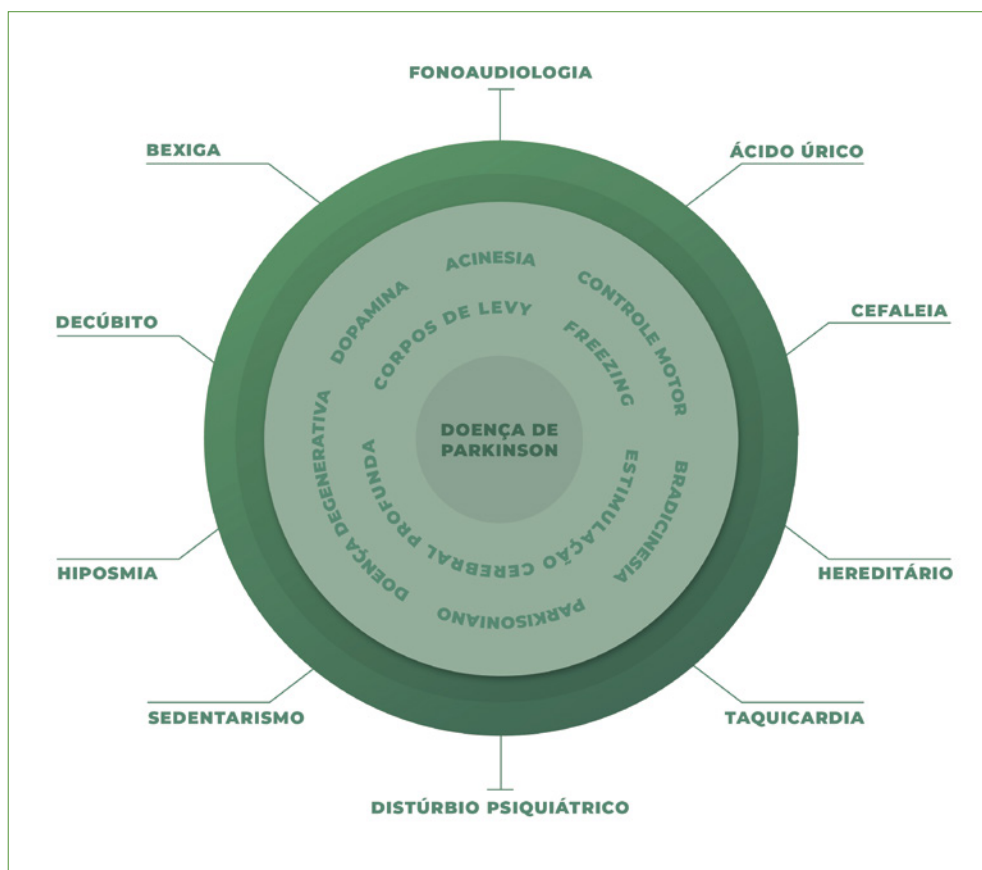 FONOAUDIOLOGIA
BEXIGA
ÁCIDO ÚRICO
DECÚBITO
CEFALEIA
ACINESIA
DOPAMINA
CONTROLE MOTOR
CORPOS DE LEVY
FREEZING
DOENÇA DE
PARKINSON
DOENÇA DEGENERATIVA
ESTIMULAÇÃO CEREBRAL PROFUNDA
BRADICINESIA
PARKISONIANO
HIPOSMIA
HEREDITÁRIO
SEDENTARISMO
TAQUICARDIA
DISTÚRBIO PSIQUIÁTRICO